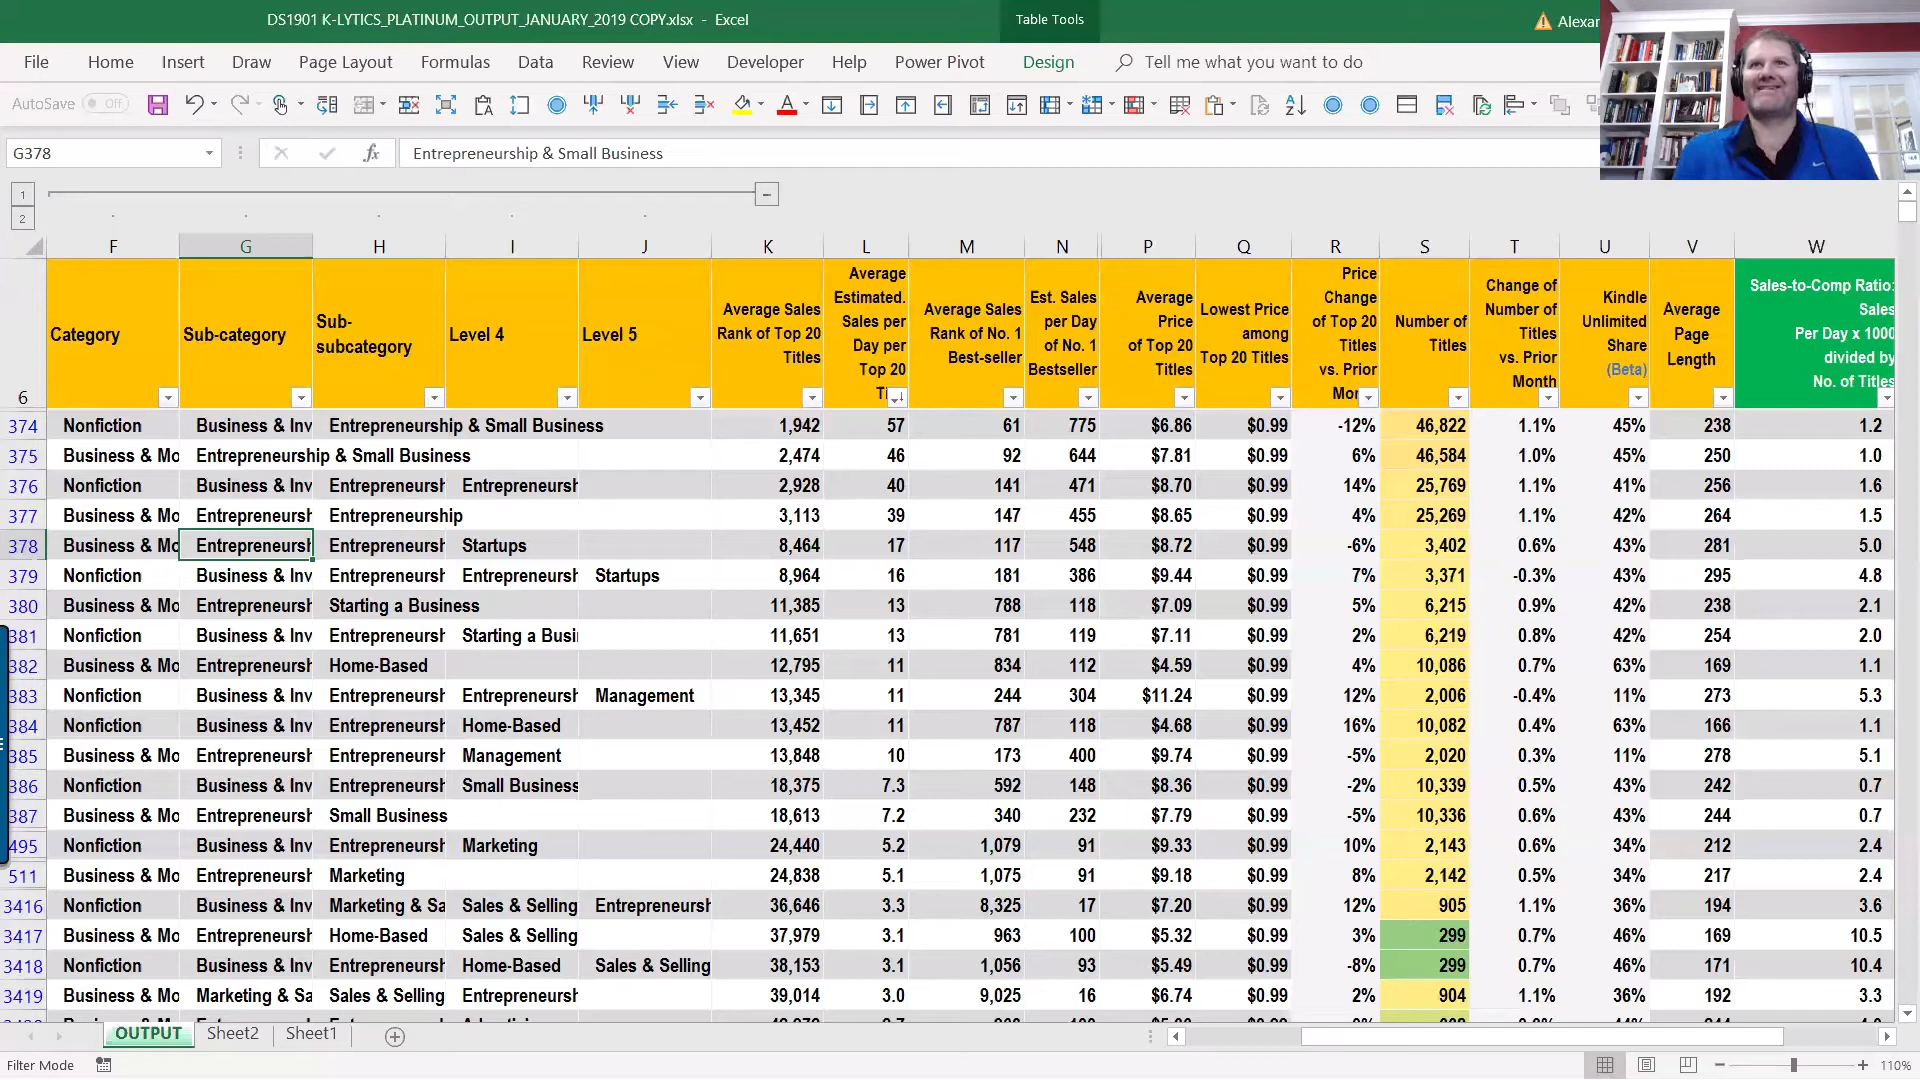 DS1901 K-LYTICS_PLATINUM_OUTPUT_JANUARY_2019 COPY.xlsx - Excel
Table Tools
File Home Insert Draw Page Layout Formulas Data Review View Developer Help Power Pivot Design Tell me what you want to do
AutoSave Off
G378 fx Entrepreneurship & Small Business
1
2
F G H I J K L M N P Q R S T U V W
6 Category
Sub-category
Sub-
subcategory
Level 4
Level 5
Average Sales
Rank of Top 20
Titles
Average
Estimated.
Sales per
Day per
Top 20
Average Sales
Rank of No. 1
Best-seller
Est. Sales
per Day
of No. 1
Bestseller
Average
Price
of Top 20
Titles
Lowest Price
among
Top 20 Titles
Price
Change
of Top 20
Titles
vs. Prior
Mon
Number of
Titles
Change of
Number of
Titles
vs. Prior
Month
Kindle
Unlimited
Share
(Beta)
Average
Page
Length
Sales-to-Comp Ratio:
Sales
Per Day x 1000
divided by
No. of Titles
374 Nonfiction Business & Inv Entrepreneurship & Small Business 1,942 57 61 775 $6.86 $0.99 -12% 46,822 1.1% 45% 238 1.2
375 Business & Mo Entrepreneurship & Small Business 2,474 46 92 644 $7.81 $0.99 6% 46,584 1.0% 45% 250 1.0
376 Nonfiction Business & Inv Entrepreneursh Entrepreneursh 2,928 40 141 471 $8.70 $0.99 14% 25,769 1.1% 41% 256 1.6
377 Business & Mo Entrepreneursh Entrepreneurship 3,113 39 147 455 $8.65 $0.99 4% 25,269 1.1% 42% 264 1.5
378 Business & Mo Entrepreneursh Entrepreneursh Startups 8,464 17 117 548 $8.72 $0.99 -6% 3,402 0.6% 43% 281 5.0
379 Nonfiction Business & Inv Entrepreneursh Entrepreneursh Startups 8,964 16 181 386 $9.44 $0.99 7% 3,371 -0.3% 43% 295 4.8
380 Business & Mo Entrepreneursh Starting a Business 11,385 13 788 118 $7.09 $0.99 5% 6,215 0.9% 42% 238 2.1
381 Nonfiction Business & Inv Entrepreneursh Starting a Busi 11,651 13 781 119 $7.11 $0.99 2% 6,219 0.8% 42% 254 2.0
382 Business & Mo Entrepreneursh Home-Based 12,795 11 834 112 $4.59 $0.99 4% 10,086 0.7% 63% 169 1.1
383 Nonfiction Business & Inv Entrepreneursh Entrepreneursh Management 13,345 11 244 304 $11.24 $0.99 12% 2,006 -0.4% 11% 273 5.3
384 Nonfiction Business & Inv Entrepreneursh Home-Based 13,452 11 787 118 $4.68 $0.99 16% 10,082 0.4% 63% 166 1.1
385 Business & Mo Entrepreneursh Entrepreneursh Management 13,848 10 173 400 $9.74 $0.99 -5% 2,020 0.3% 11% 278 5.1
386 Nonfiction Business & Inv Entrepreneursh Small Business 18,375 7.3 592 148 $8.36 $0.99 -2% 10,339 0.5% 43% 242 0.7
387 Business & Mo Entrepreneursh Small Business 18,613 7.2 340 232 $7.79 $0.99 -5% 10,336 0.6% 43% 244 0.7
495 Nonfiction Business & Inv Entrepreneursh Marketing 24,440 5.2 1,079 91 $9.33 $0.99 10% 2,143 0.6% 34% 212 2.4
511 Business & Mo Entrepreneursh Marketing 24,838 5.1 1,075 91 $9.18 $0.99 8% 2,142 0.5% 34% 217 2.4
3416 Nonfiction Business & Inv Marketing & Sa Sales & Selling Entrepreneursh 36,646 3.3 8,325 17 $7.20 $0.99 12% 905 1.1% 36% 194 3.6
3417 Business & Mo Entrepreneursh Home-Based Sales & Selling 37,979 3.1 963 100 $5.32 $0.99 3% 299 0.7% 46% 169 10.5
3418 Nonfiction Business & Inv Entrepreneursh Home-Based Sales & Selling 38,153 3.1 1,056 93 $5.49 $0.99 -8% 299 0.7% 46% 171 10.4
3419 Business & Mo Marketing & Sa Sales & Selling Entrepreneursh 39,014 3.0 9,025 16 $6.74 $0.99 2% 904 1.1% 36% 192 3.3
OUTPUT Sheet2 Sheet1
Filter Mode 110%